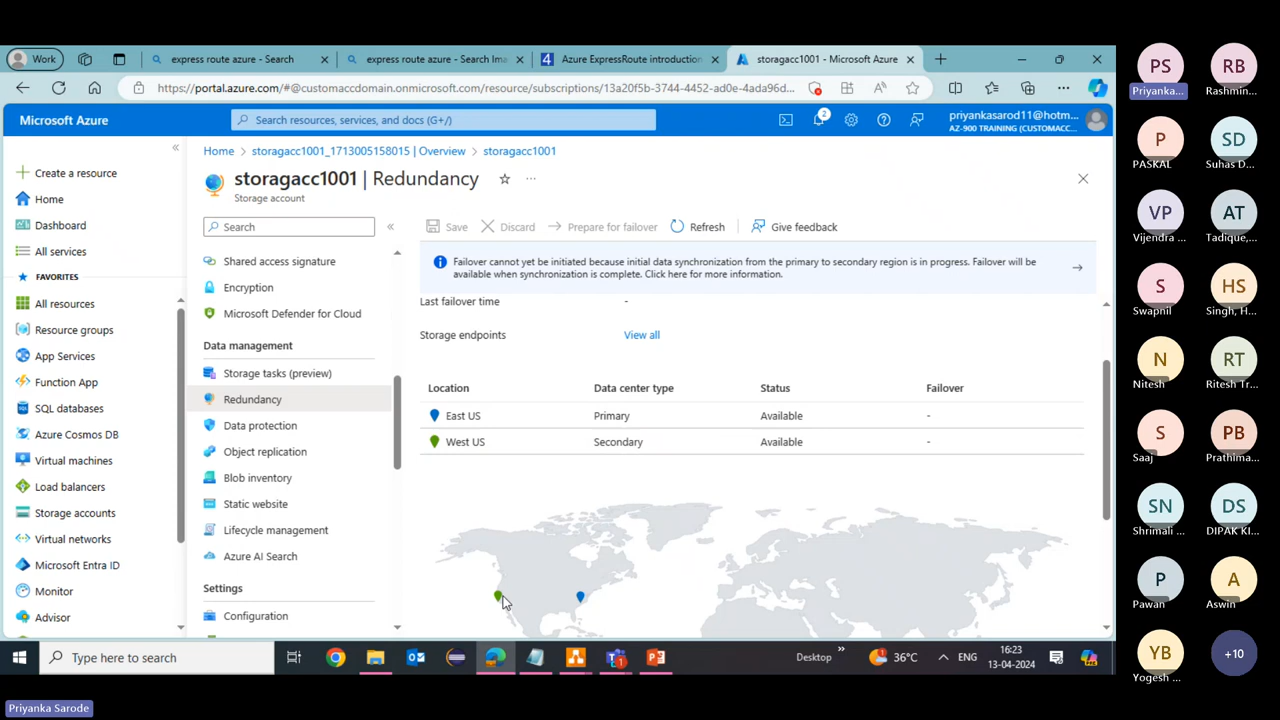 Work
express route azure - Search
express route azure - Search Ima
4
Azure ExpressRoute introduction
storagacc1001 - Microsoft Azure
https://portal.azure.com/#@customaccdomain.onmicrosoft.com/resource/subscriptions/13a20f5b-3744-4452-ad0e-4ada96d...
Microsoft Azure
Search resources, services, and docs (G+/)
2
priyankasarod11@hotm...
AZ-900 TRAINING (CUSTOMACC...
Home > storagacc1001_1713005158015 | Overview > storagacc1001
storagacc1001 | Redundancy
Storage account
Create a resource
Home
Dashboard
All services
FAVORITES
All resources
Resource groups
App Services
Function App
SQL databases
Azure Cosmos DB
Virtual machines
Load balancers
Storage accounts
Virtual networks
Microsoft Entra ID
Monitor
Advisor
Search
Shared access signature
Encryption
Microsoft Defender for Cloud
Data management
Storage tasks (preview)
Redundancy
Data protection
Object replication
Blob inventory
Static website
Lifecycle management
Azure AI Search
Settings
Configuration
Save
Discard
Prepare for failover
Refresh
Give feedback
Failover cannot yet be initiated because initial data synchronization from the primary to secondary region is in progress. Failover will be
available when synchronization is complete. Click here for more information.
Last failover time -
Storage endpoints View all
Location Data center type Status Failover
East US Primary Available -
West US Secondary Available -
Type here to search
Desktop
36°C
ENG
16:23
13-04-2024
1
Priyanka Sarode
PS
Priyanka...
RB
Rashmin...
P
PASKAL
SD
Suhas D...
VP
Vijendra ...
AT
Tadique,...
S
Swapnil
HS
Singh, H...
N
Nitesh
RT
Ritesh Tr...
S
Saaj
PB
Prathima...
SN
Shrimali ...
DS
DIPAK KI...
P
Pawan
A
Aswin
YB
Yogesh ...
+10